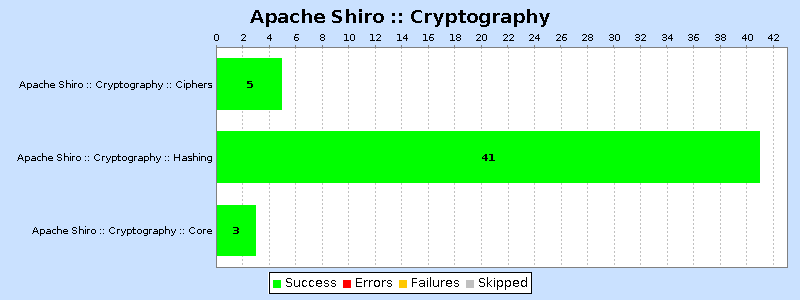 Apache Shiro :: Cryptography
0 2 4 6 8 10 12 14 16 18 20 22 24 26 28 30 32 34 36 38 40 42
Apache Shiro :: Cryptography :: Ciphers 5
Apache Shiro :: Cryptography :: Hashing 41
Apache Shiro :: Cryptography :: Core 3
Success Errors Failures Skipped